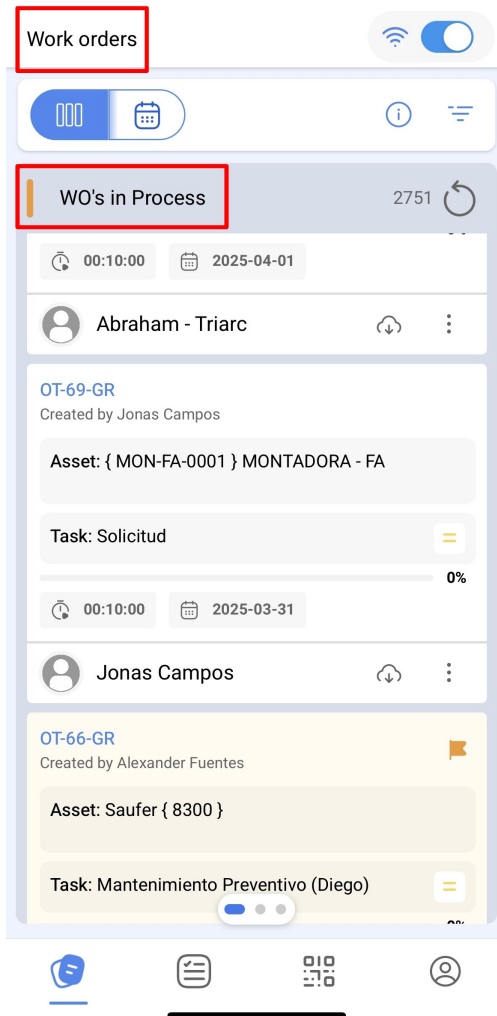 Work orders
WO's in Process
2751
00:10:00
2025-04-01
Abraham - Triarc
OT-69-GR
Created by Jonas Campos
Asset: { MON-FA-0001 } MONTADORA - FA
Task: Solicitud
0%
00:10:00
2025-03-31
Jonas Campos
OT-66-GR
Created by Alexander Fuentes
Asset: Saufer { 8300 }
Task: Mantenimiento Preventivo (Diego)